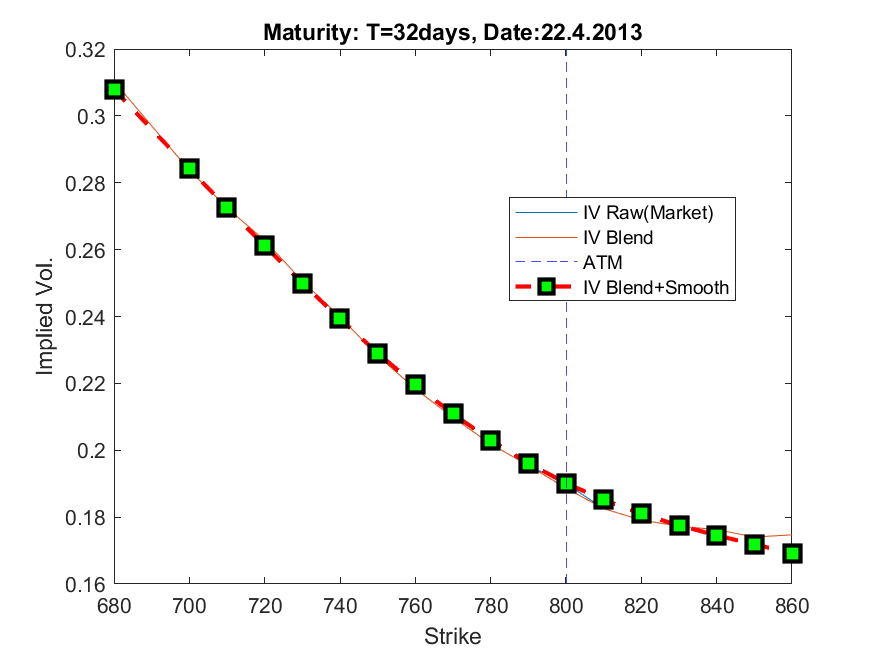 Maturity: T=32days, Date:22.4.2013
0.32
0.3
0.28
0.26
0.24
0.22
0.2
0.18
0.16
Implied Vol.
IV Raw(Market)
IV Blend
ATM
IV Blend+Smooth
680 700 720 740 760 780 800 820 840 860
Strike